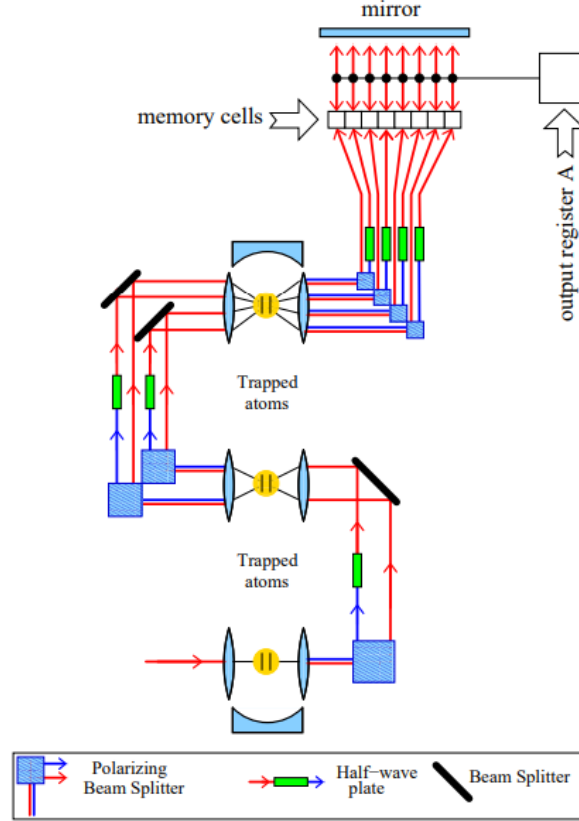 mirror
memory cells
output register A
Trapped
atoms
Trapped
atoms
Polarizing
Beam Splitter
Half−wave
plate
Beam Splitter